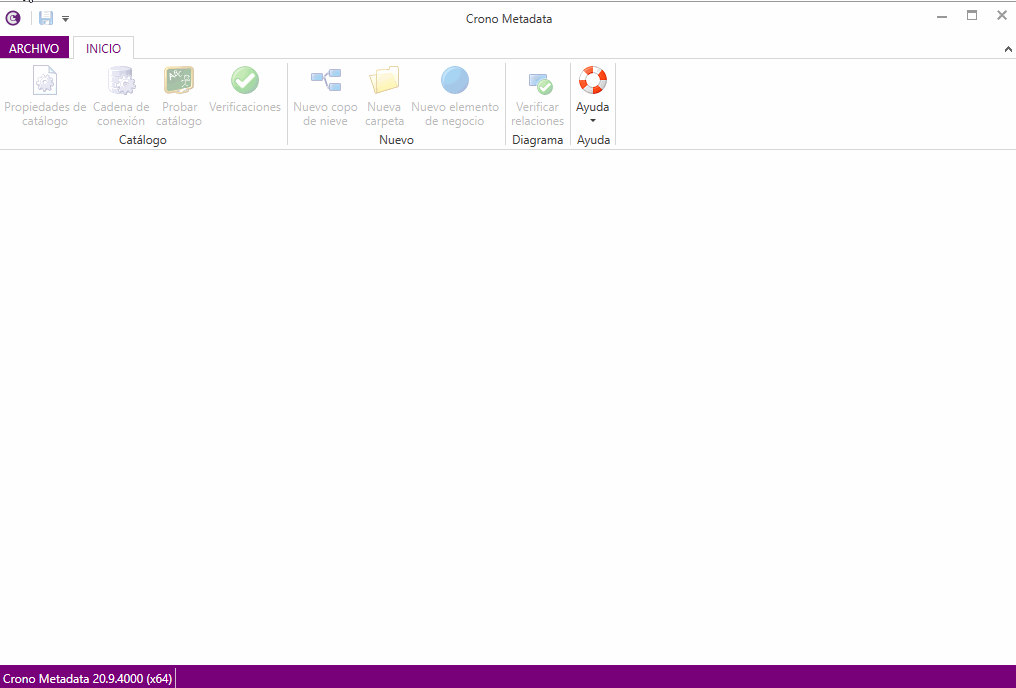 Crono Metadata
ARCHIVO INICIO
Propiedades de catálogo
Cadena de conexión
Probar catálogo
Verificaciones
Catálogo
Nuevo copo de nieve
Nueva carpeta
Nuevo elemento de negocio
Nuevo
Verificar relaciones
Diagrama
Ayuda
Ayuda
Crono Metadata 20.9.4000 (x64)